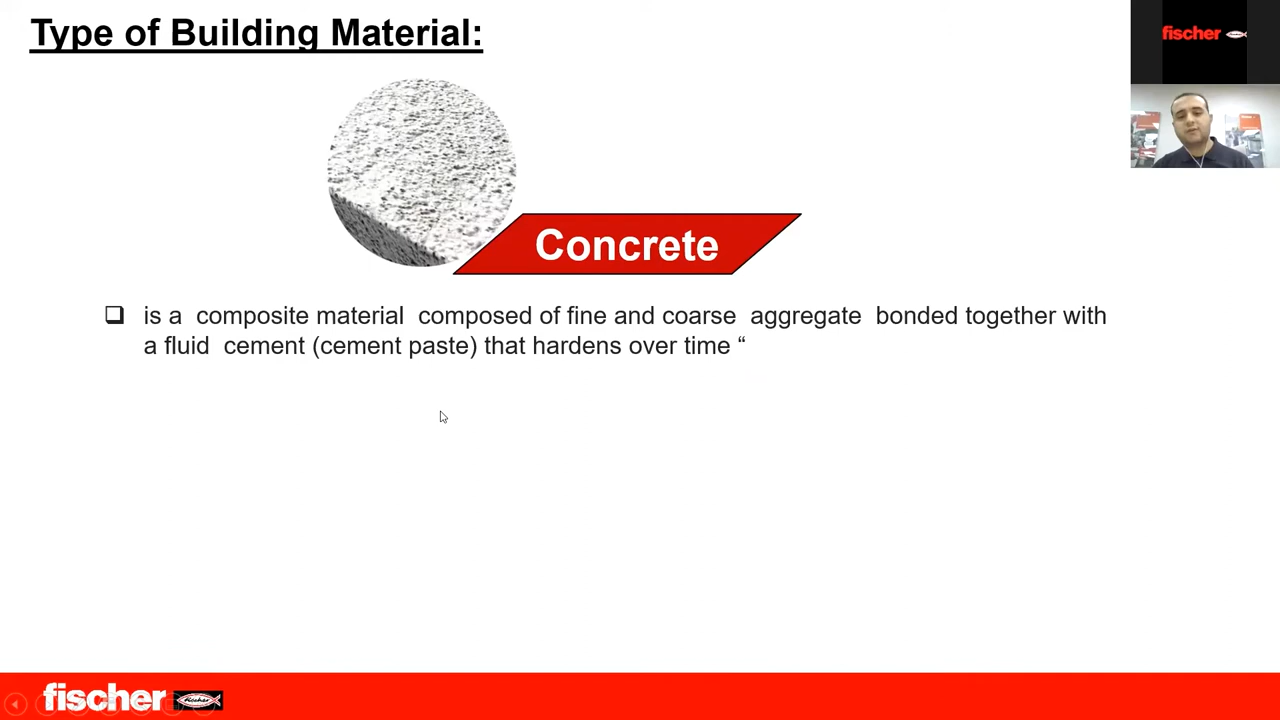 Type of Building Material:
fischer
Concrete
❑ is a composite material composed of fine and coarse aggregate bonded together with
a fluid cement (cement paste) that hardens over time “
fischer